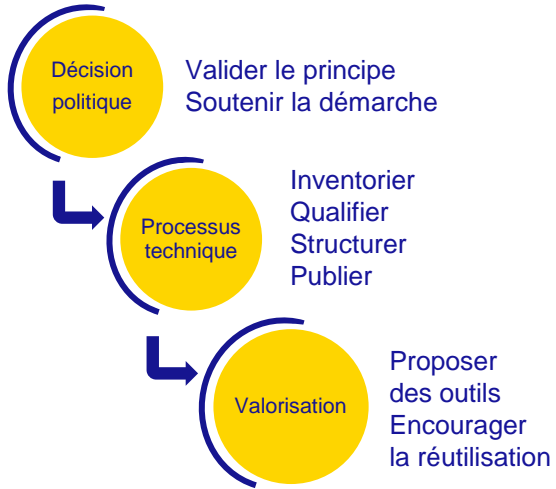 Décision
politique
Valider le principe
Soutenir la démarche
Processus
technique
Inventorier
Qualifier
Structurer
Publier
Valorisation
Proposer
des outils
Encourager
la réutilisation